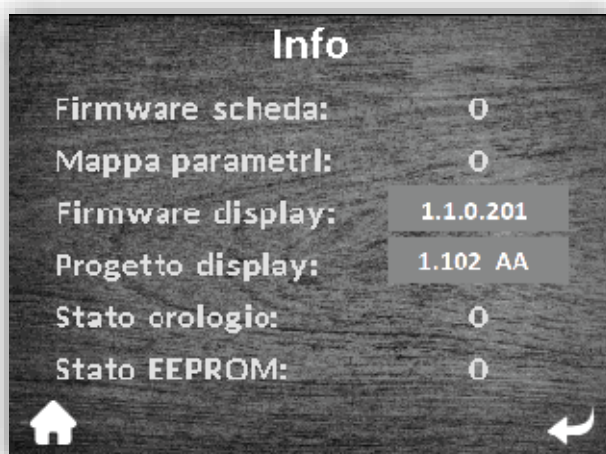 Info
Firmware scheda: 0
Mappa parametri: 0
Firmware display: 1.1.0.201
Progetto display: 1.102 AA
Stato orologio: 0
Stato EEPROM: 0